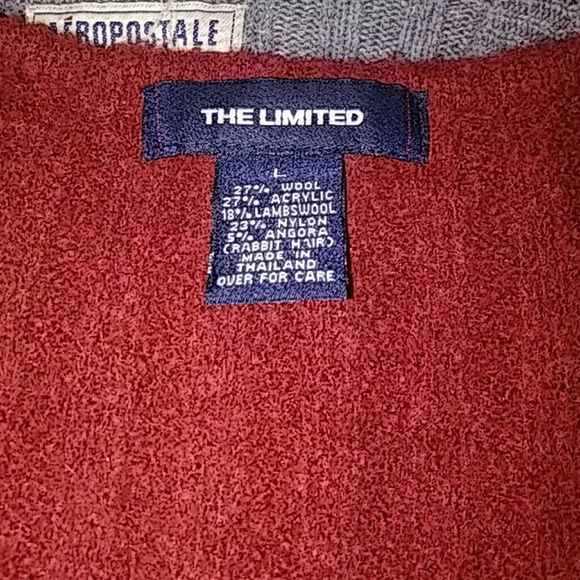 AÉROPOSTALE
THE LIMITED
L
27% WOOL
27% ACRYLIC
18% LAMBSWOOL
23% NYLON
5% ANGORA
(RABBIT HAIR)
MADE IN
THAILAND
OVER FOR CARE